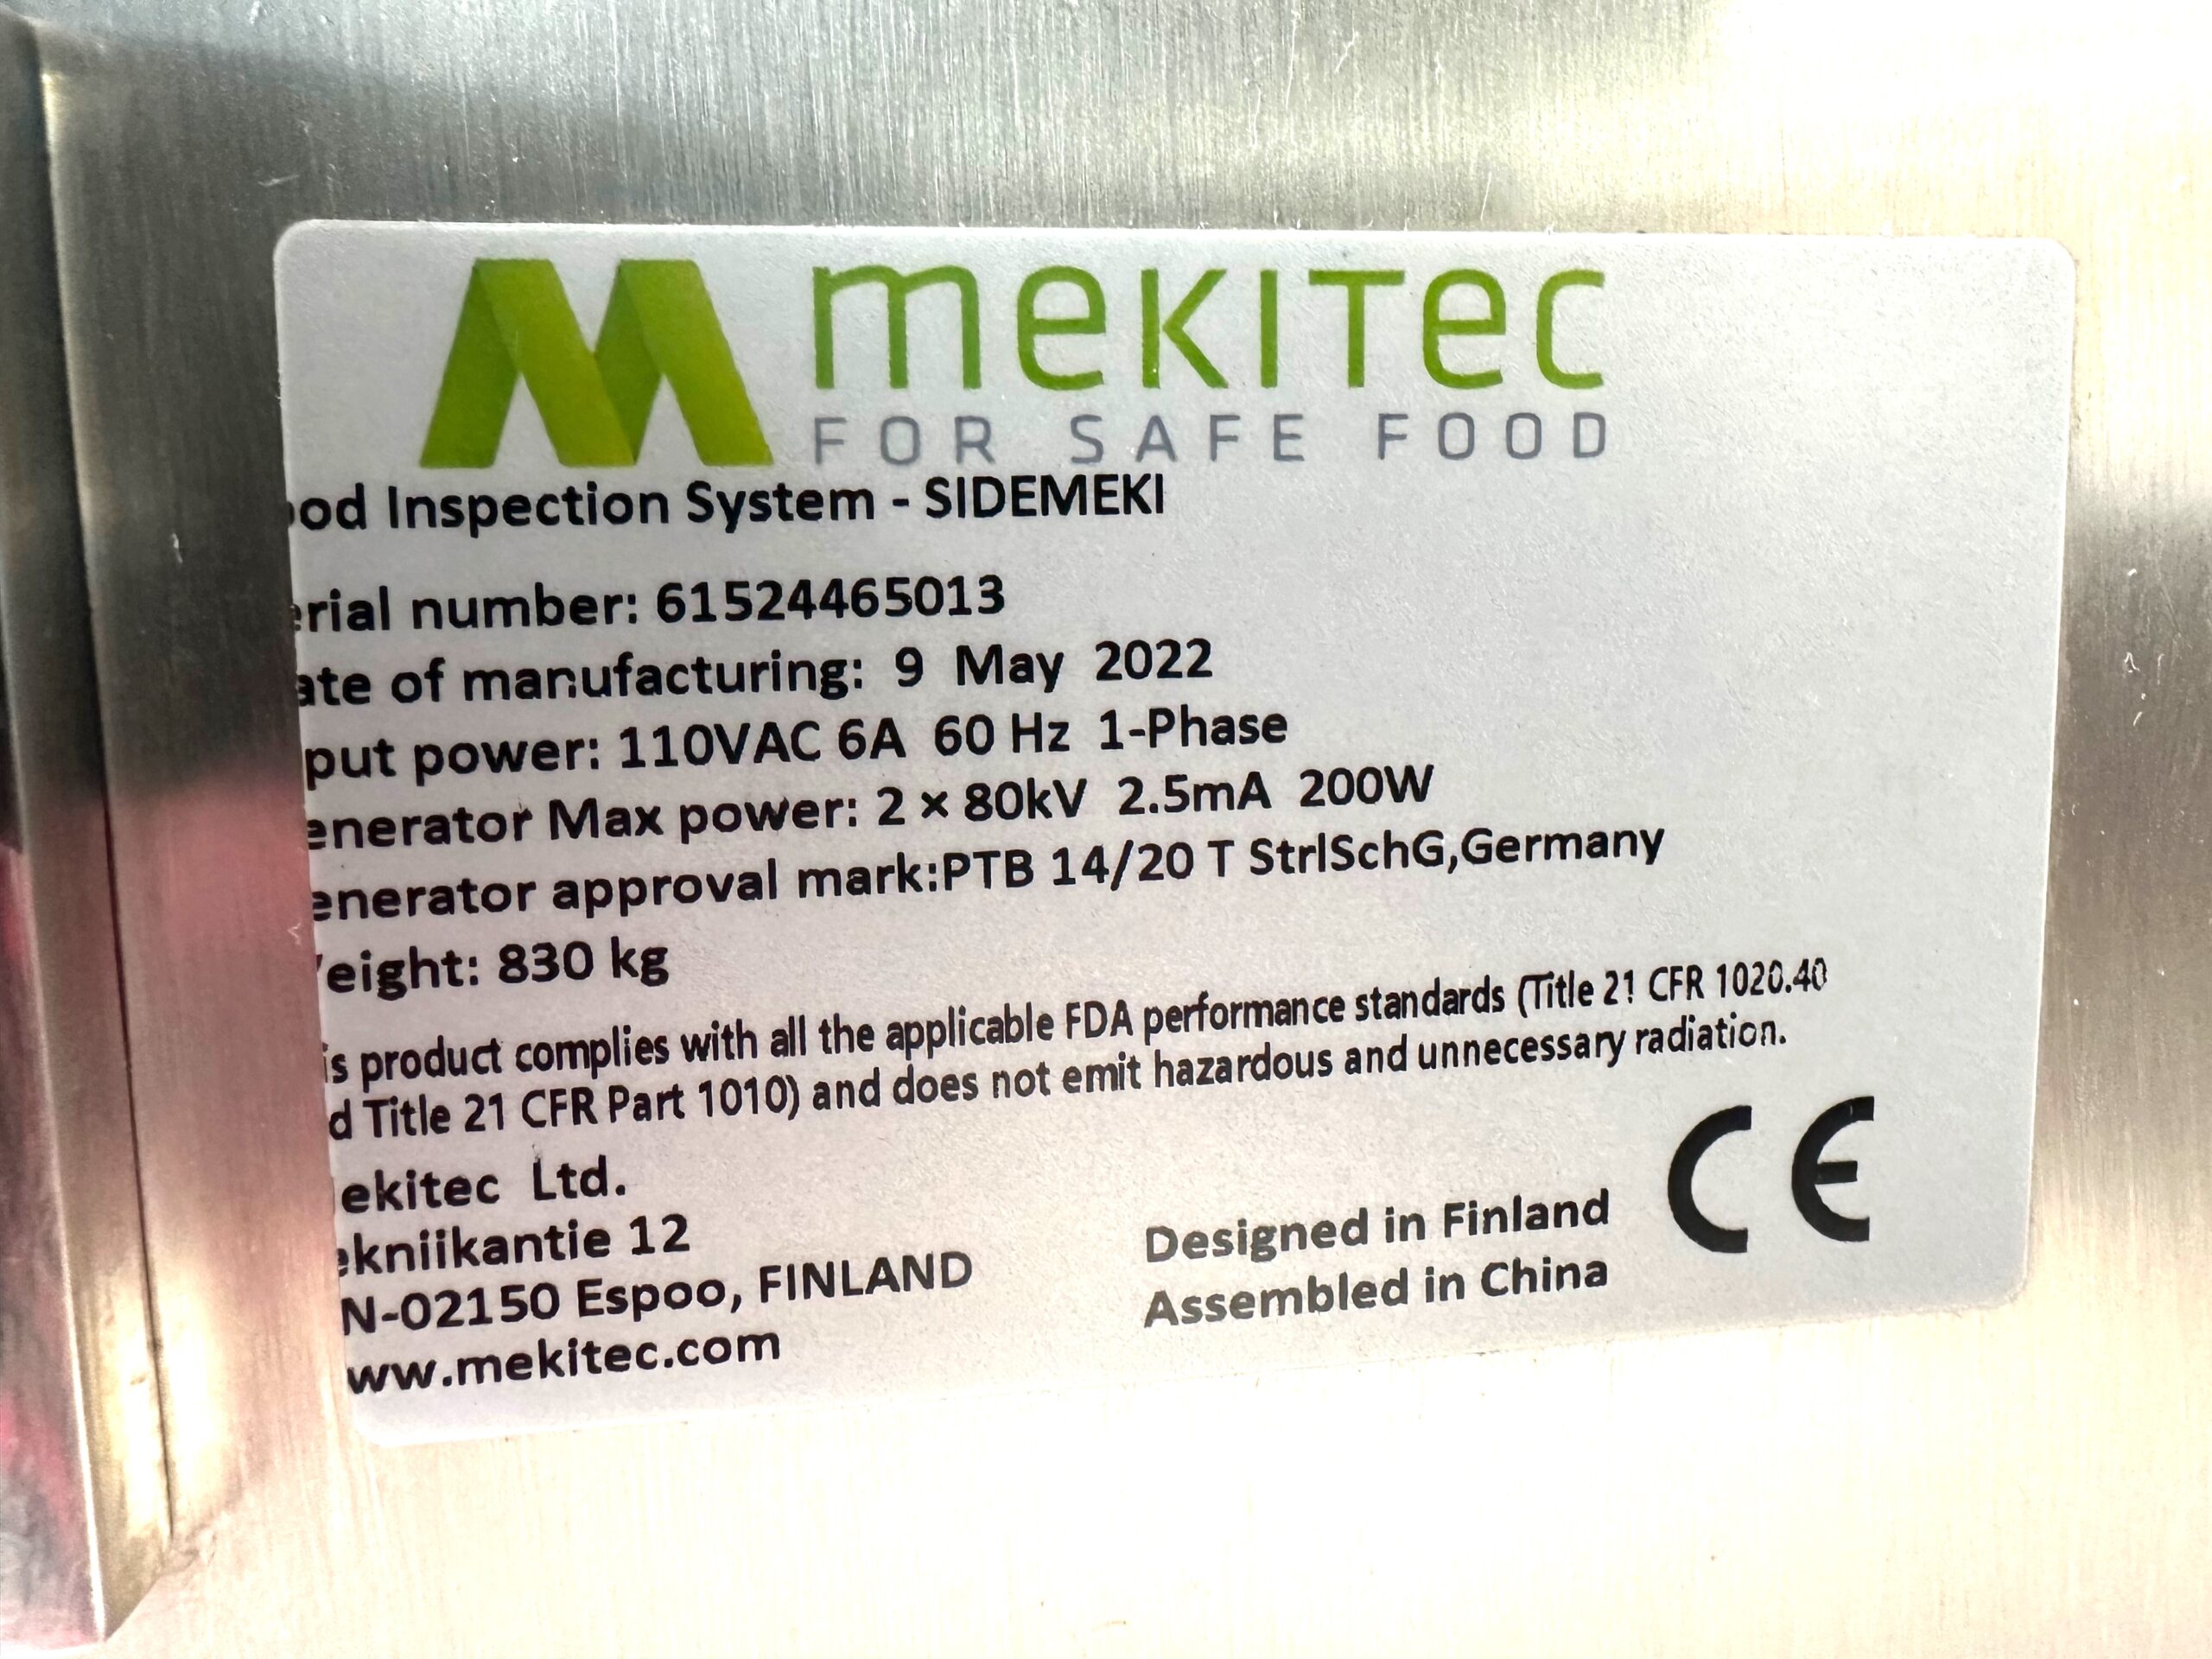 mekitec
FOR SAFE FOOD
ood Inspection System - SIDEMEKI
erial number: 61524465013
ate of manufacturing: 9 May 2022
put power: 110VAC 6A 60 Hz 1-Phase
enerator Max power: 2 × 80kV 2.5mA 200W
enerator approval mark:PTB 14/20 T StrlSchG,Germany
eight: 830 kg
is product complies with all the applicable FDA performance standards (Title 21 CFR 1020.40
d Title 21 CFR Part 1010) and does not emit hazardous and unnecessary radiation.
ekitec Ltd.
ekniikantie 12
N-02150 Espoo, FINLAND
ww.mekitec.com
Designed in Finland
Assembled in China
CE